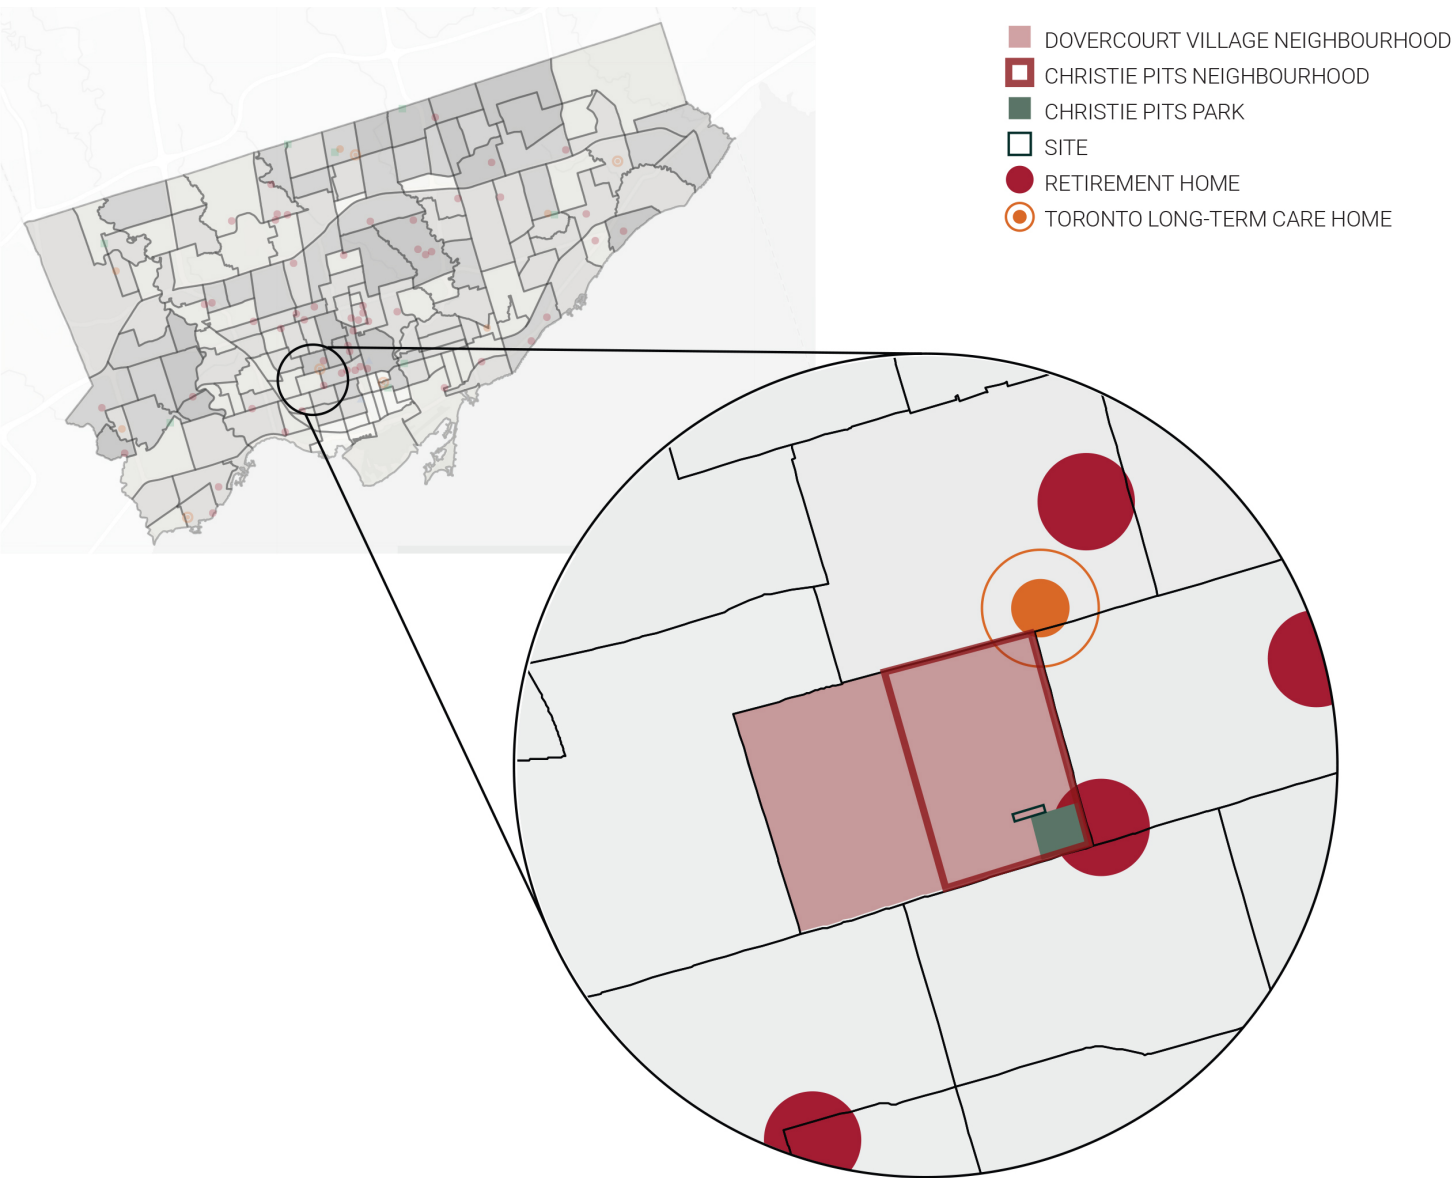 DOVERCOURT VILLAGE NEIGHBOURHOOD
CHRISTIE PITS NEIGHBOURHOOD
CHRISTIE PITS PARK
SITE
RETIREMENT HOME
TORONTO LONG-TERM CARE HOME